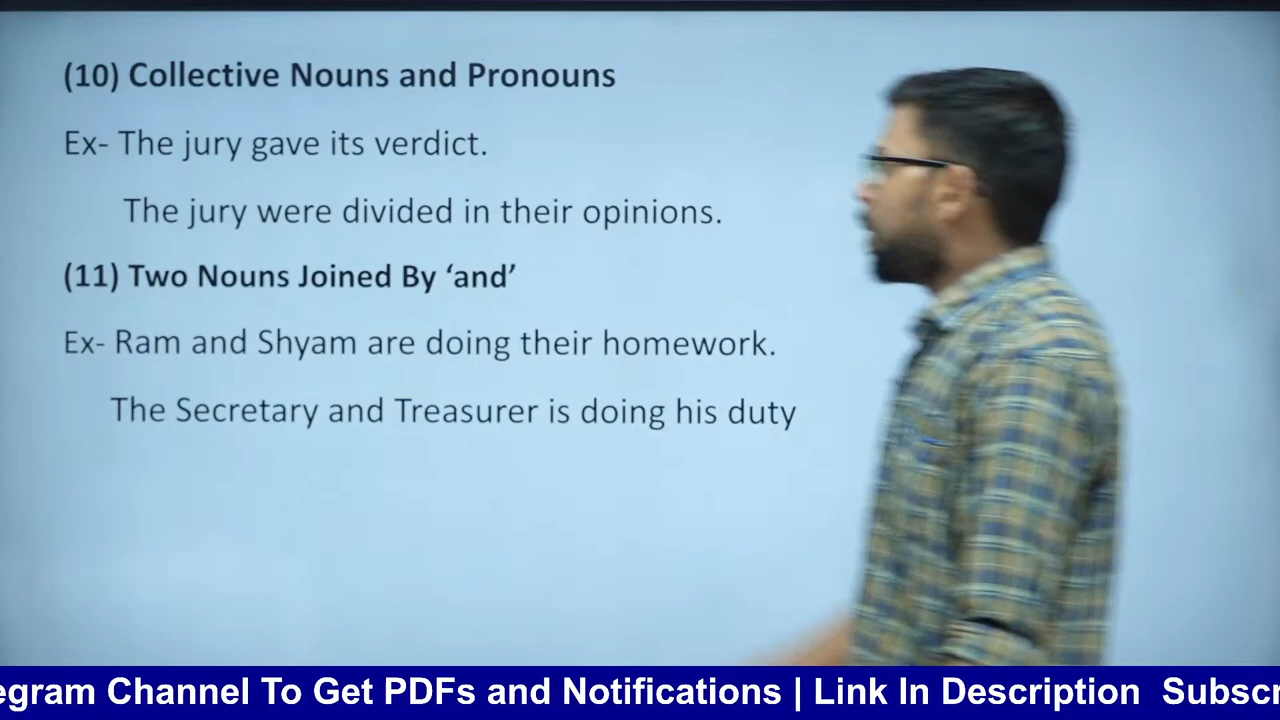 (10) Collective Nouns and Pronouns
Ex- The jury gave its verdict.
The jury were divided in their opinions.
(11) Two Nouns Joined By ‘and’
Ex- Ram and Shyam are doing their homework.
The Secretary and Treasurer is doing his duty
egram Channel To Get PDFs and Notifications | Link In Description Subscr